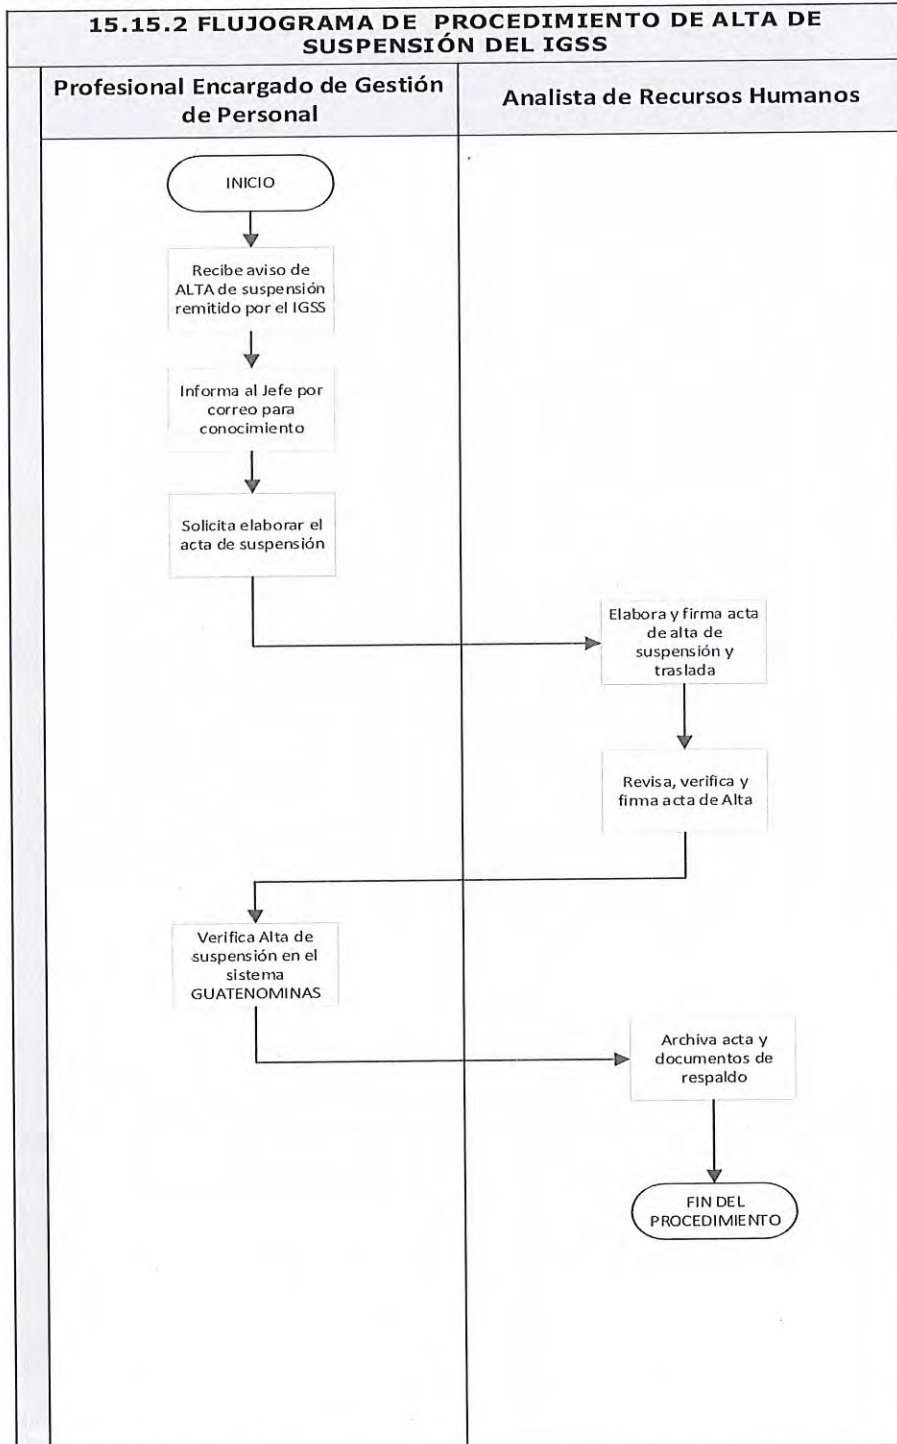 15.15.2 FLUJOGRAMA DE PROCEDIMIENTO DE ALTA DE
SUSPENSIÓN DEL IGSS
Profesional Encargado de Gestión
de Personal
Analista de Recursos Humanos
INICIO
Recibe aviso de
ALTA de suspensión
remitido por el IGSS
Informa al Jefe por
correo para
conocimiento
Solicita elaborar el
acta de suspensión
Elabora y firma acta
de alta de
suspensión y
traslada
Revisa, verifica y
firma acta de Alta
Verifica Alta de
suspensión en el
sistema
GUATENOMINAS
Archiva acta y
documentos de
respaldo
FIN DEL
PROCEDIMIENTO